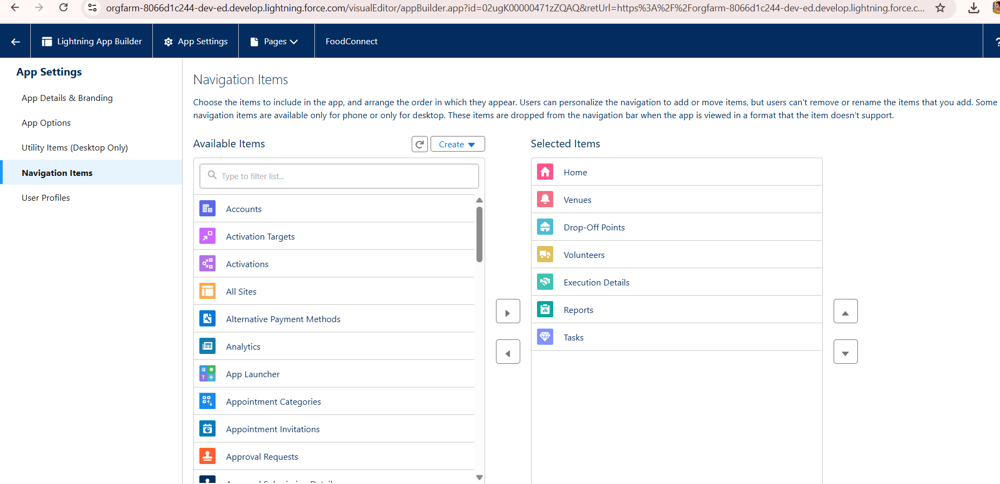 orgfarm-8066d1c244-dev-ed.develop.lightning.force.com/visualEditor/appBuilder.app?id=02ugK00000471zZQAQ&retUrl=https%3A%2F%2Forgfarm-8066d1c244-dev-ed.develop.lightning.force.c...
Lightning App Builder
App Settings
Pages
FoodConnect
?
App Settings
App Details & Branding
App Options
Utility Items (Desktop Only)
Navigation Items
User Profiles
Navigation Items
Choose the items to include in the app, and arrange the order in which they appear. Users can personalize the navigation to add or move items, but users can't remove or rename the items that you add. Some
navigation items are available only for phone or only for desktop. These items are dropped from the navigation bar when the app is viewed in a format that the item doesn't support.
Available Items
Create
Type to filter list...
Accounts
Activation Targets
Activations
All Sites
Alternative Payment Methods
Analytics
App Launcher
Appointment Categories
Appointment Invitations
Approval Requests
Selected Items
Home
Venues
Drop-Off Points
Volunteers
Execution Details
Reports
Tasks